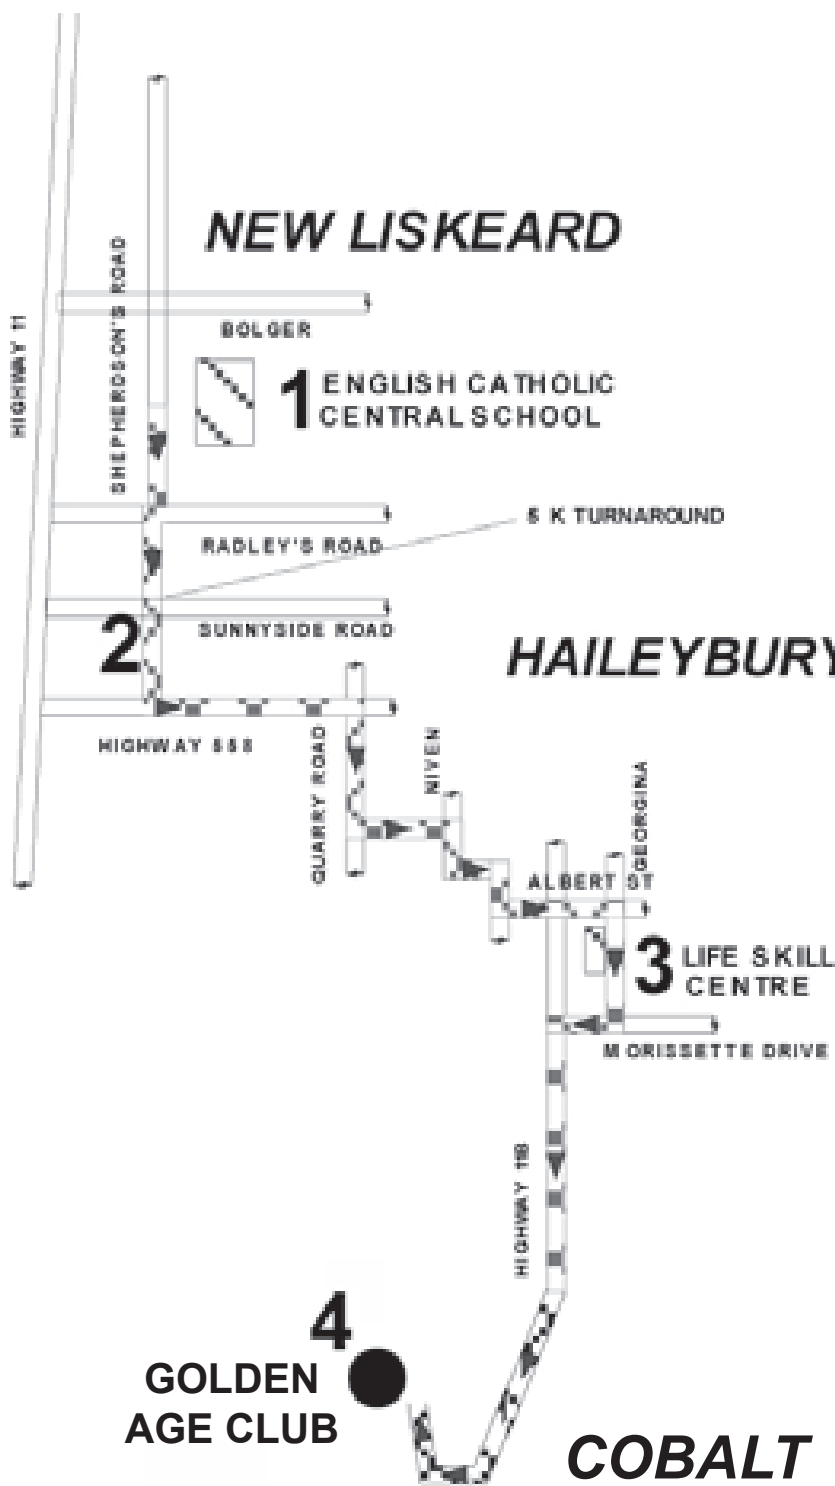 NEW LISKEARD
SHEPHERDSON'S ROAD
BOLGER
HIGHWAY 11
1
ENGLISH CATHOLIC
CENTRAL SCHOOL
5 K TURNAROUND
RADLEY'S ROAD
2
SUNNYSIDE ROAD
HAILEYBURY
HIGHWAY 558
QUARRY ROAD
NIVEN
GEORGINA
ALBERT ST
3
LIFE SKILL
CENTRE
MORISSETTE DRIVE
HIGHWAY 11B
4
GOLDEN
AGE CLUB
COBALT